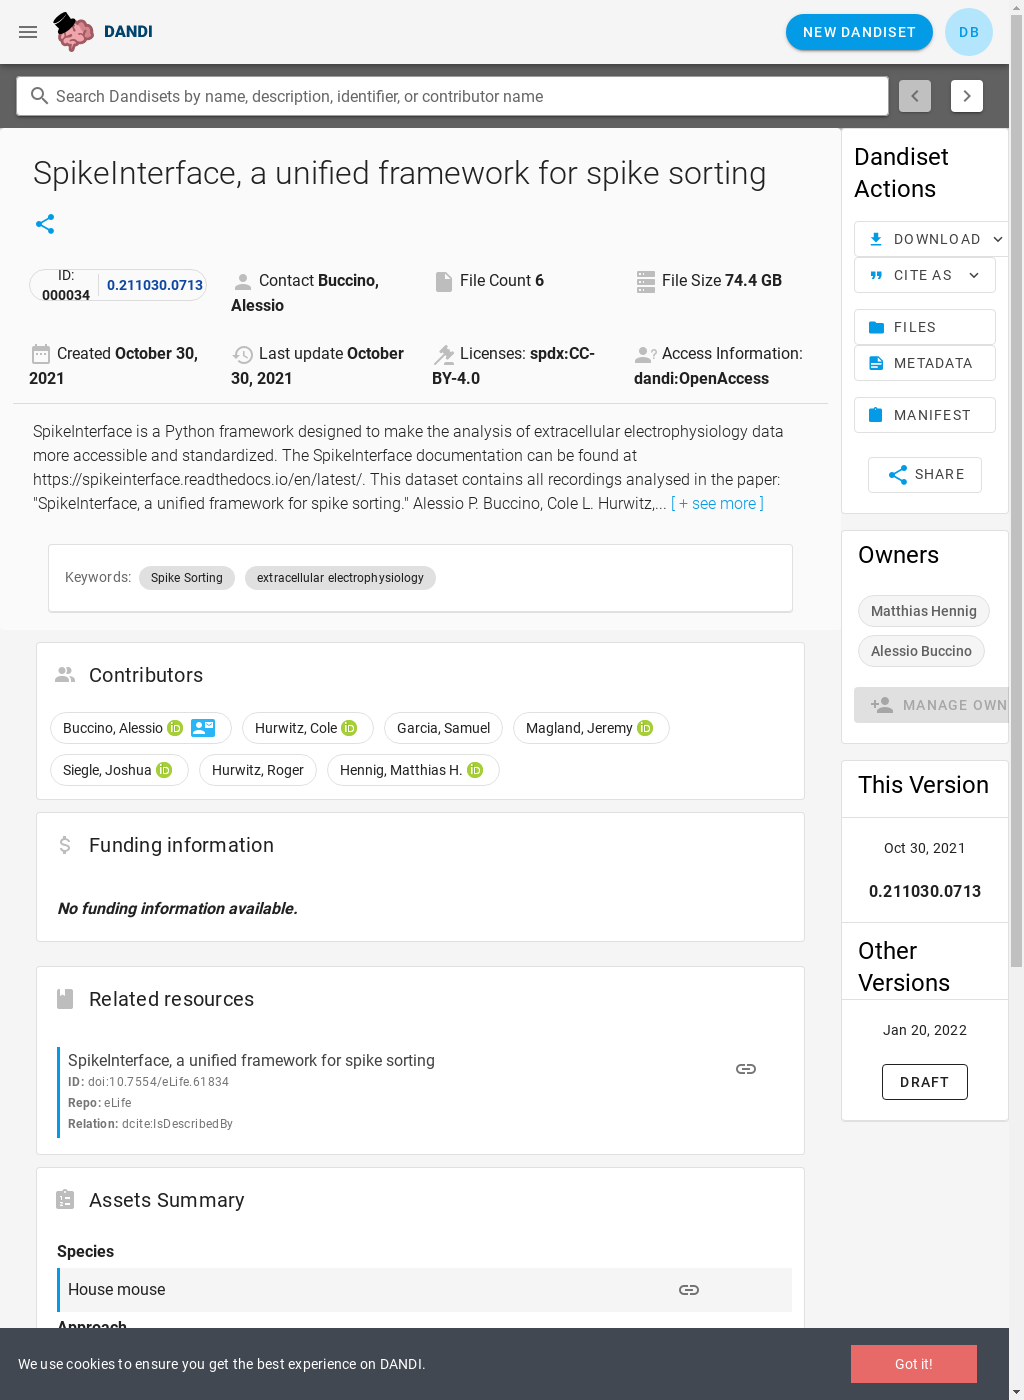 DANDI
NEW DANDISET
DB
Search Dandisets by name, description, identifier, or contributor name
SpikeInterface, a unified framework for spike sorting
ID:
000034
0.211030.0713
Contact Buccino,
Alessio
File Count 6
File Size 74.4 GB
Created October 30,
2021
Last update October
30, 2021
Licenses: spdx:CC-
BY-4.0
Access Information:
dandi:OpenAccess
SpikeInterface is a Python framework designed to make the analysis of extracellular electrophysiology data
more accessible and standardized. The SpikeInterface documentation can be found at
https://spikeinterface.readthedocs.io/en/latest/. This dataset contains all recordings analysed in the paper:
"SpikeInterface, a unified framework for spike sorting." Alessio P. Buccino, Cole L. Hurwitz,... [ + see more ]
Keywords:
Spike Sorting
extracellular electrophysiology
Contributors
Buccino, Alessio iD
Hurwitz, Cole iD
Garcia, Samuel
Magland, Jeremy iD
Siegle, Joshua iD
Hurwitz, Roger
Hennig, Matthias H. iD
Funding information
No funding information available.
Related resources
SpikeInterface, a unified framework for spike sorting
ID: doi:10.7554/eLife.61834
Repo: eLife
Relation: dcite:IsDescribedBy
Assets Summary
Species
House mouse
Approach
Dandiset
Actions
DOWNLOAD
CITE AS
FILES
METADATA
MANIFEST
SHARE
Owners
Matthias Hennig
Alessio Buccino
MANAGE OWN
This Version
Oct 30, 2021
0.211030.0713
Other
Versions
Jan 20, 2022
DRAFT
We use cookies to ensure you get the best experience on DANDI.
Got it!